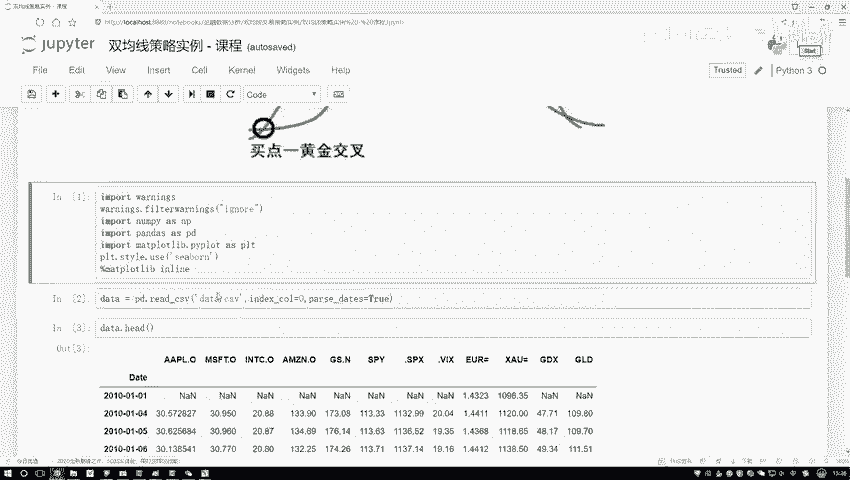 双均线策略实例 - 课程
jupyter 双均线策略实例 - 课程 (autosaved)
File Edit View Insert Cell Kernel Widgets Help
Trusted Python 3
Code
买点—黄金交叉
In [1]: import warnings
warnings.filterwarnings("ignore")
import numpy as np
import pandas as pd
import matplotlib.pyplot as plt
plt.style.use('seaborn')
%matplotlib inline
In [2]: data = pd.read_csv('data.csv',index_col=0,parse_dates=True)
In [3]: data.head()
Out[3]:
AAPL.O MSFT.O INTC.O AMZN.O GS.N SPY .SPX .VIX EUR= XAU= GDX GLD
Date
2010-01-01 NaN NaN NaN NaN NaN NaN NaN NaN 1.4323 1096.35 NaN NaN
2010-01-04 30.572827 30.950 20.88 133.90 173.08 113.33 1132.99 20.04 1.4411 1120.00 47.71 109.80
2010-01-05 30.625684 30.960 20.87 134.69 176.14 113.63 1136.52 19.35 1.4368 1118.65 48.17 109.70
2010-01-06 30.138541 30.770 20.80 132.25 174.26 113.71 1137.14 19.16 1.4412 1138.50 49.34 111.51